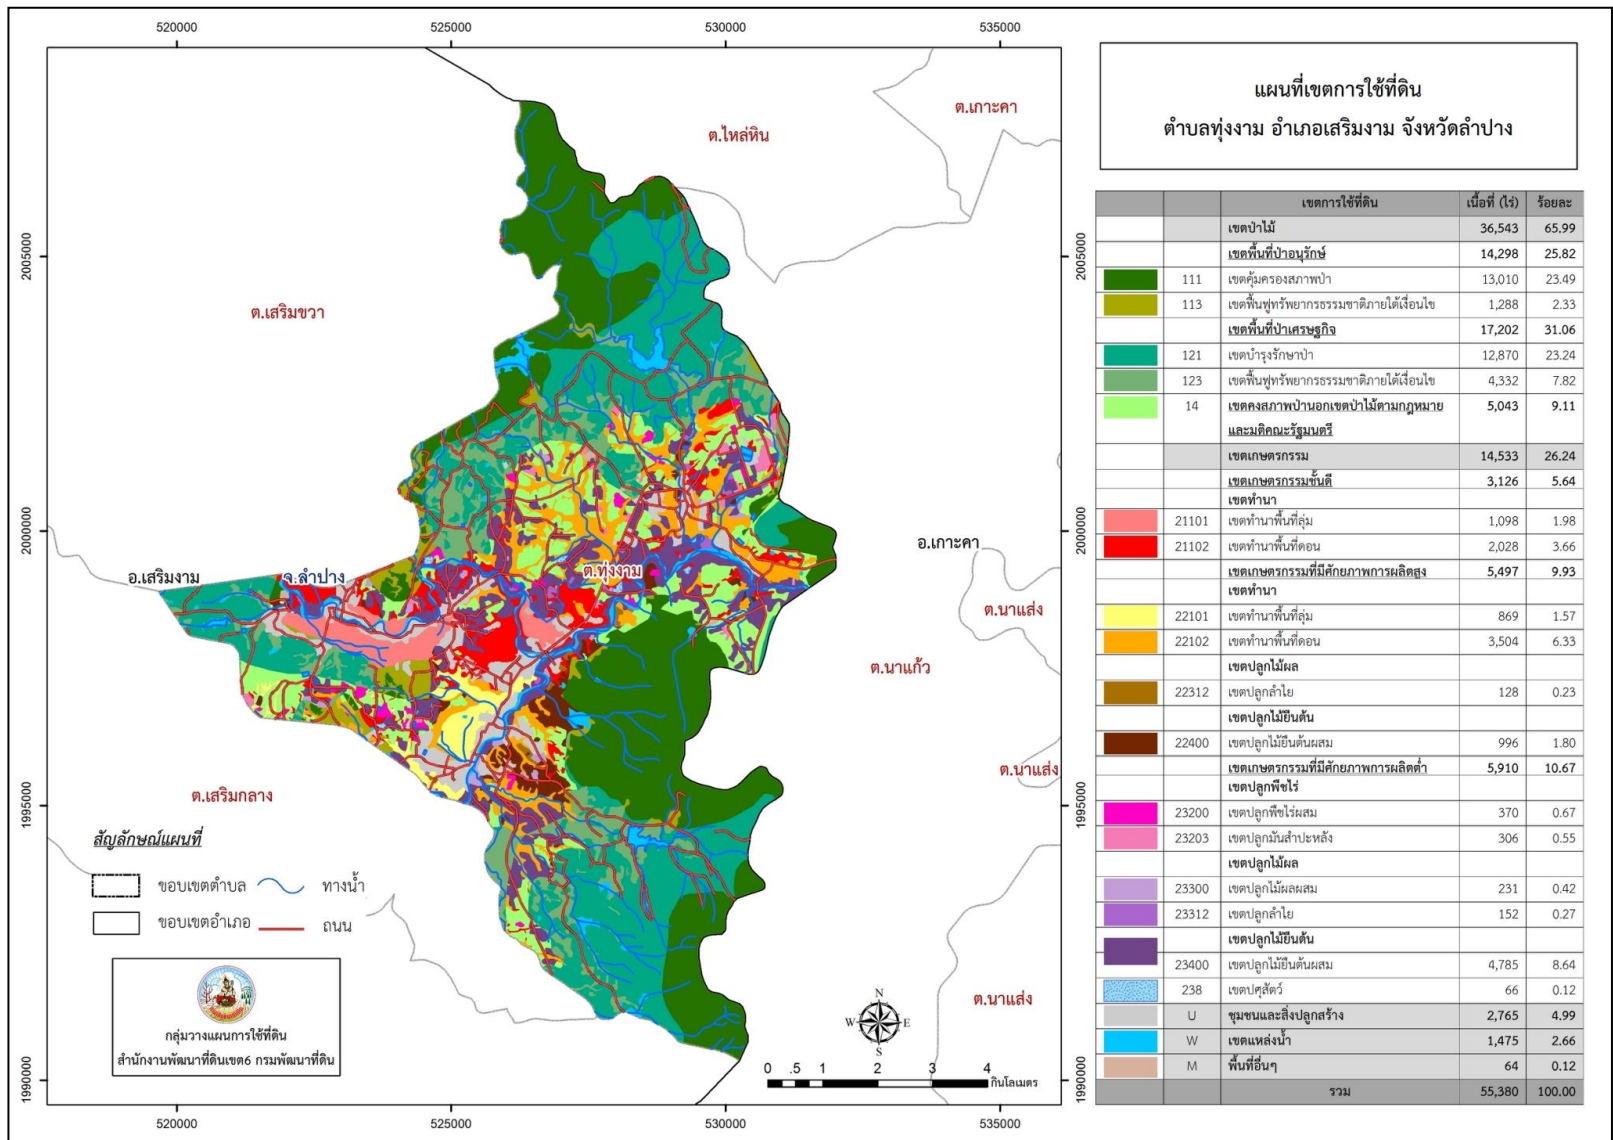 520000 525000 530000 535000
แผนที่เขตการใช้ที่ดิน
ตำบลทุ่งงาม อำเภอเสริมงาม จังหวัดลำปาง
ต.เกาะคา
ต.ไหล่หิน
2005000
2005000
ต.เสริมขวา
2000000
2000000
อ.เกาะคา
อ.เสริมงาม
จ.ลำปาง
ต.ทุ่งงาม
ต.นาแส่ง
ต.นาแก้ว
ต.นาแส่ง
ต.เสริมกลาง
1995000
1995000
ต.นาแส่ง
1990000
1990000
สัญลักษณ์แผนที่
ขอบเขตตำบล ทางน้ำ
ขอบเขตอำเภอ ถนน
กลุ่มวางแผนการใช้ที่ดิน
สำนักงานพัฒนาที่ดินเขต6 กรมพัฒนาที่ดิน
N
W E
S
0 .5 1 2 3 4
กิโลเมตร
520000 525000 530000 535000
เขตการใช้ที่ดิน เนื้อที่ (ไร่) ร้อยละ
เขตป่าไม้ 36,543 65.99
เขตพื้นที่ป่าอนุรักษ์ 14,298 25.82
111 เขตคุ้มครองสภาพป่า 13,010 23.49
113 เขตฟื้นฟูทรัพยากรธรรมชาติภายใต้เงื่อนไข 1,288 2.33
เขตพื้นที่ป่าเศรษฐกิจ 17,202 31.06
121 เขตบำรุงรักษาป่า 12,870 23.24
123 เขตฟื้นฟูทรัพยากรธรรมชาติภายใต้เงื่อนไข 4,332 7.82
14 เขตคงสภาพป่านอกเขตป่าไม้ตามกฎหมาย 5,043 9.11
และมติคณะรัฐมนตรี
เขตเกษตรกรรม 14,533 26.24
เขตเกษตรกรรมชั้นดี 3,126 5.64
เขตทำนา
21101 เขตทำนาพื้นที่ลุ่ม 1,098 1.98
21102 เขตทำนาพื้นที่ดอน 2,028 3.66
เขตเกษตรกรรมที่มีศักยภาพการผลิตสูง 5,497 9.93
เขตทำนา
22101 เขตทำนาพื้นที่ลุ่ม 869 1.57
22102 เขตทำนาพื้นที่ดอน 3,504 6.33
เขตปลูกไม้ผล
22312 เขตปลูกลำไย 128 0.23
เขตปลูกไม้ยืนต้น
22400 เขตปลูกไม้ยืนต้นผสม 996 1.80
เขตเกษตรกรรมที่มีศักยภาพการผลิตต่ำ 5,910 10.67
เขตปลูกพืชไร่
23200 เขตปลูกพืชไร่ผสม 370 0.67
23203 เขตปลูกมันสำปะหลัง 306 0.55
เขตปลูกไม้ผล
23300 เขตปลูกไม้ผลผสม 231 0.42
23312 เขตปลูกลำไย 152 0.27
เขตปลูกไม้ยืนต้น
23400 เขตปลูกไม้ยืนต้นผสม 4,785 8.64
238 เขตปศุสัตว์ 66 0.12
U ชุมชนและสิ่งปลูกสร้าง 2,765 4.99
W เขตแหล่งน้ำ 1,475 2.66
M พื้นที่อื่นๆ 64 0.12
รวม 55,380 100.00